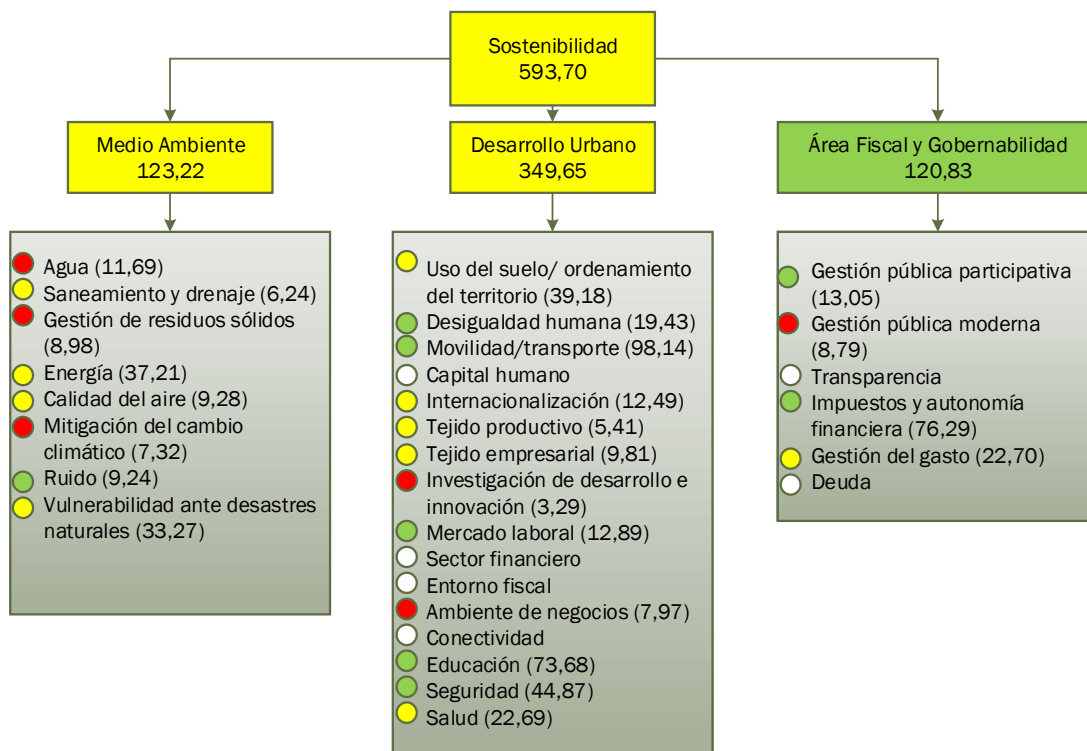 Sostenibilidad
593,70
Medio Ambiente
123,22
Desarrollo Urbano
349,65
Área Fiscal y Gobernabilidad
120,83
Agua (11,69)
Saneamiento y drenaje (6,24)
Gestión de residuos sólidos
(8,98)
Energía (37,21)
Calidad del aire (9,28)
Mitigación del cambio
climático (7,32)
Ruido (9,24)
Vulnerabilidad ante desastres
naturales (33,27)
Uso del suelo/ ordenamiento
del territorio (39,18)
Desigualdad humana (19,43)
Movilidad/transporte (98,14)
Capital humano
Internacionalización (12,49)
Tejido productivo (5,41)
Tejido empresarial (9,81)
Investigación de desarrollo e
innovación (3,29)
Mercado laboral (12,89)
Sector financiero
Entorno fiscal
Ambiente de negocios (7,97)
Conectividad
Educación (73,68)
Seguridad (44,87)
Salud (22,69)
Gestión pública participativa
(13,05)
Gestión pública moderna
(8,79)
Transparencia
Impuestos y autonomía
financiera (76,29)
Gestión del gasto (22,70)
Deuda